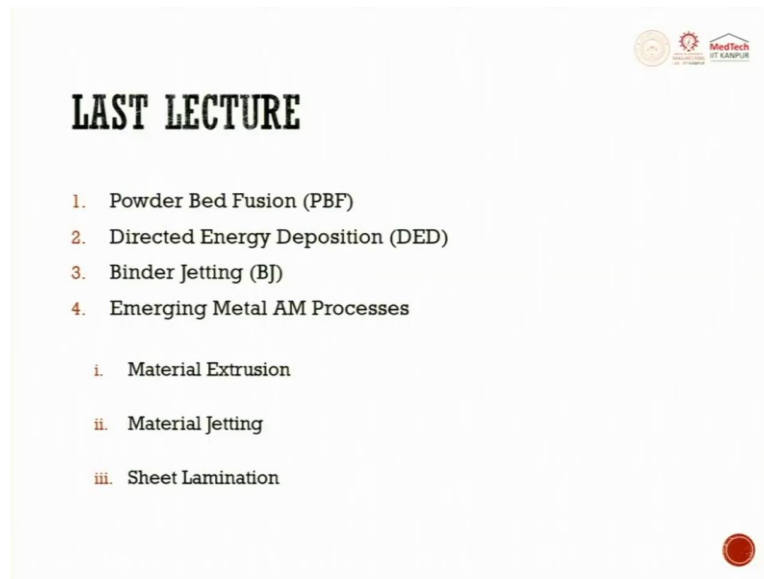 MedTech
IIT KANPUR
LAST LECTURE
1. Powder Bed Fusion (PBF)
2. Directed Energy Deposition (DED)
3. Binder Jetting (BJ)
4. Emerging Metal AM Processes
i. Material Extrusion
ii. Material Jetting
iii. Sheet Lamination